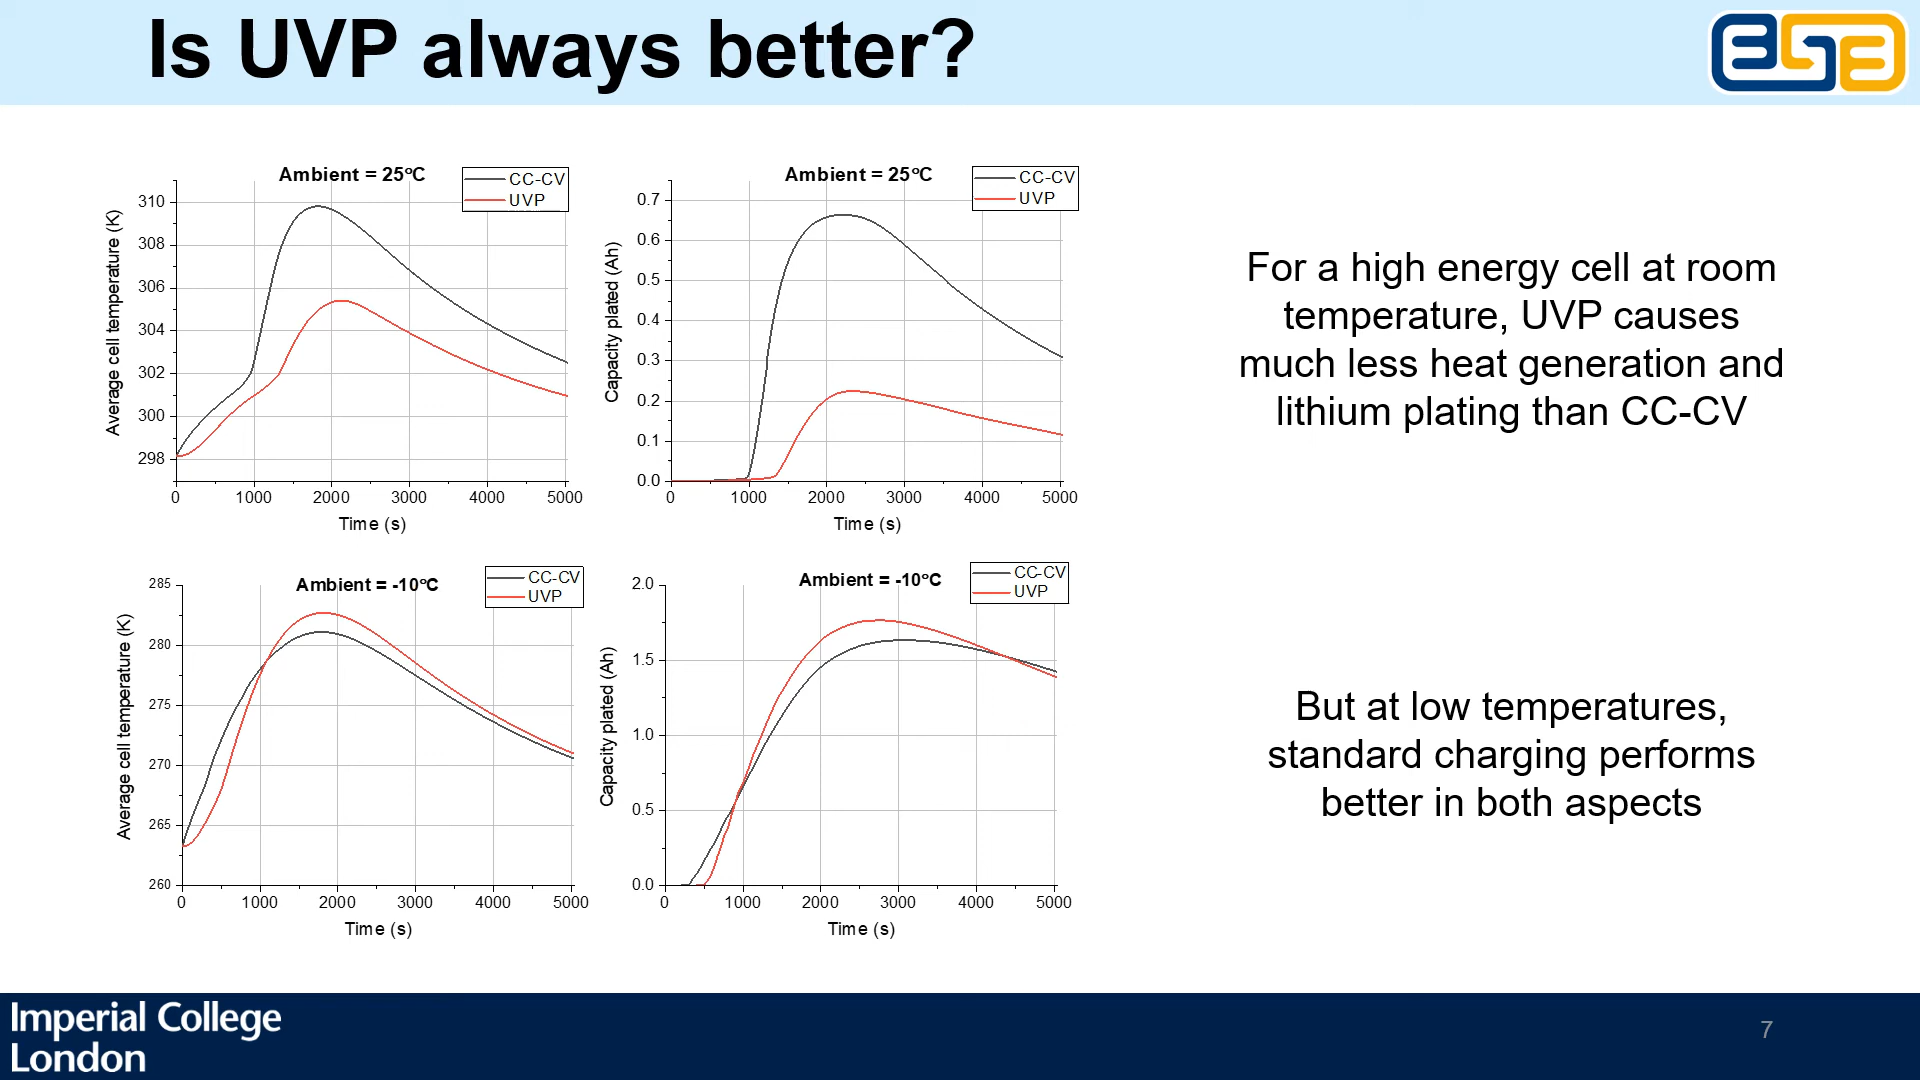 Is UVP always better?
Ambient = 25°C
CC-CV
UVP
Average cell temperature (K)
310
308
306
304
302
300
298
0 1000 2000 3000 4000 5000
Time (s)
Ambient = 25°C
CC-CV
UVP
Capacity plated (Ah)
0.7
0.6
0.5
0.4
0.3
0.2
0.1
0.0
0 1000 2000 3000 4000 5000
Time (s)
For a high energy cell at room
temperature, UVP causes
much less heat generation and
lithium plating than CC-CV
Ambient = -10°C
CC-CV
UVP
Average cell temperature (K)
285
280
275
270
265
260
0 1000 2000 3000 4000 5000
Time (s)
Ambient = -10°C
CC-CV
UVP
Capacity plated (Ah)
2.0
1.5
1.0
0.5
0.0
0 1000 2000 3000 4000 5000
Time (s)
But at low temperatures,
standard charging performs
better in both aspects
Imperial College
London
7